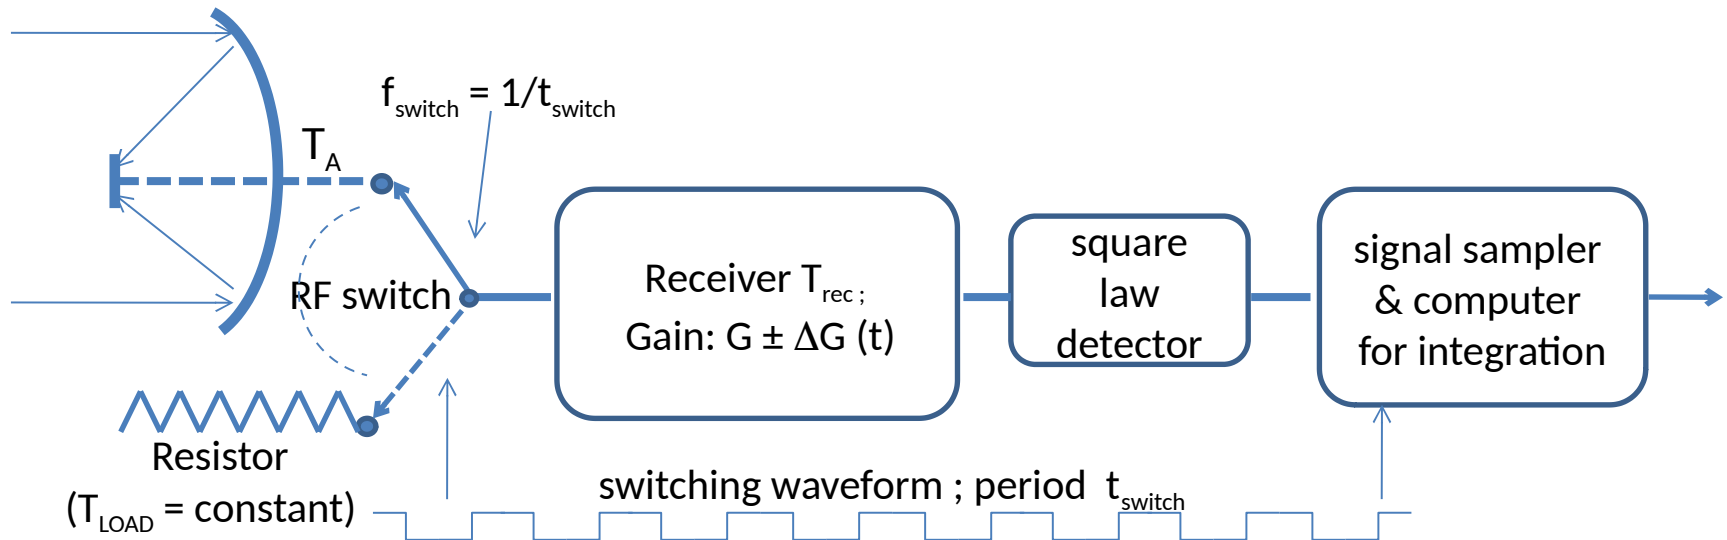 f_switch = 1/t_switch
T_A
RF switch
Receiver T_rec ;
Gain: G ± ΔG (t)
square
law
detector
signal sampler
& computer
for integration
Resistor
(T_LOAD = constant)
switching waveform ; period t_switch